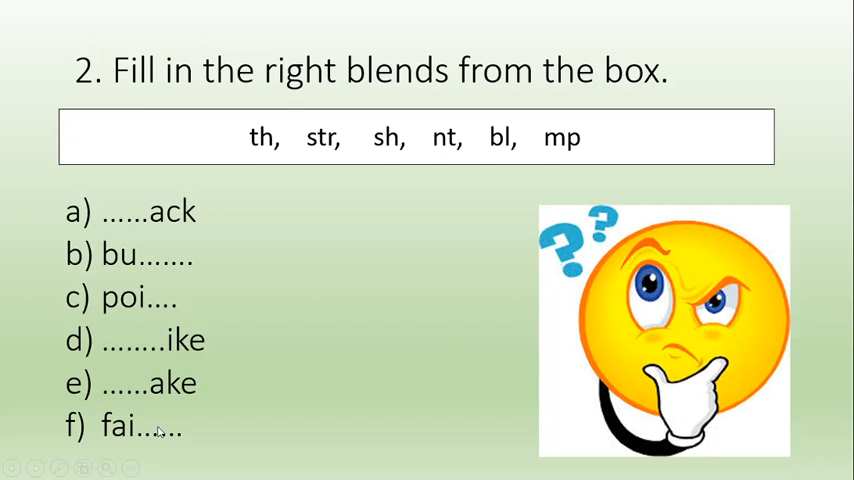 2. Fill in the right blends from the box.
th, str, sh, nt, bl, mp
a) ......ack
b) bu.......
c) poi....
d) ........ike
e) ......ake
f) fai......
? ?